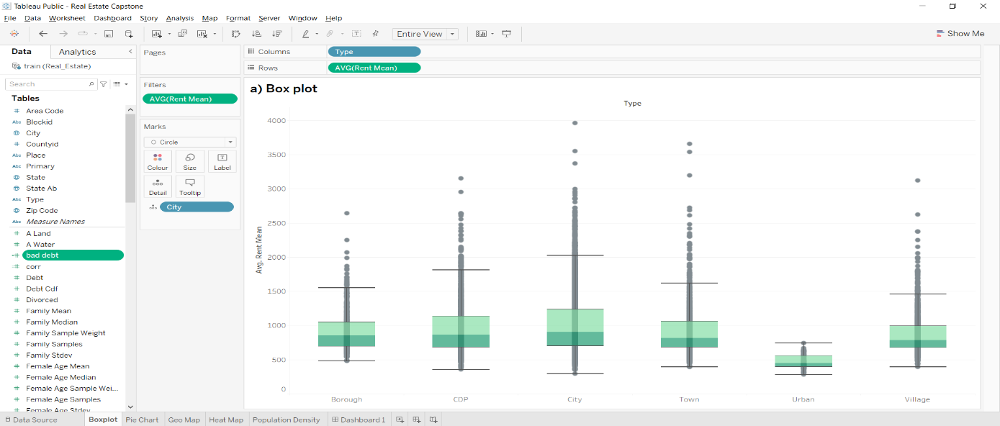 Tableau Public - Real Estate Capstone
File Data Worksheet Dashboard Story Analysis Map Format Server Window Help
Entire View
Show Me
Data Analytics
train (Real_Estate)
Search
Tables
Area Code
Abc Blockid
City
Countyid
Abc Place
Abc Primary
State
State Ab
Abc Type
Zip Code
Abc Measure Names
A Land
A Water
bad debt
corr
Debt
Debt Cdf
Divorced
Family Mean
Family Median
Family Sample Weight
Family Samples
Family Stdev
Female Age Mean
Female Age Median
Female Age Sample Wei...
Female Age Samples
Female Age Stdev
Pages
Filters
AVG(Rent Mean)
Marks
Circle
Colour Size Label
Detail Tooltip
City
Columns Type
Rows AVG(Rent Mean)
a) Box plot
Type
Avg. Rent Mean
4000
3500
3000
2500
2000
1500
1000
500
0
Borough CDP City Town Urban Village
Data Source Boxplot Pie Chart Geo Map Heat Map Population Density Dashboard 1